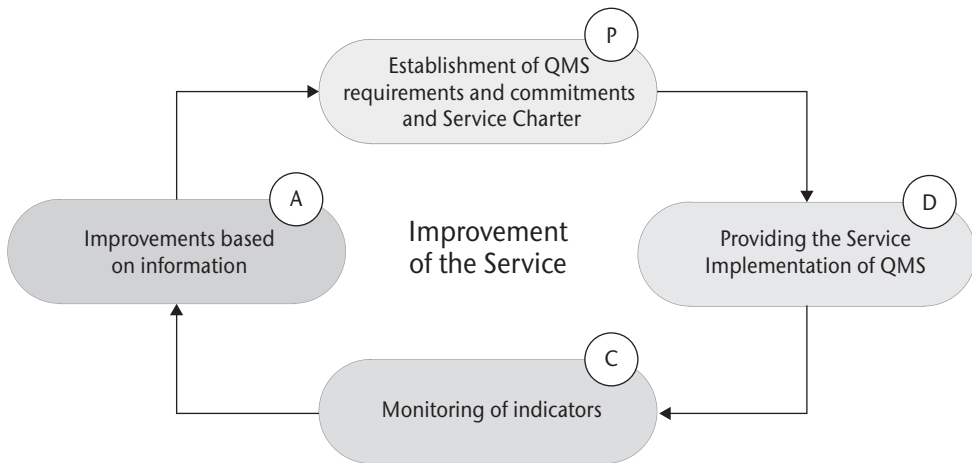 P
Establishment of QMS
requirements and commitments
and Service Charter
A
Improvements based
on information
Improvement
of the Service
D
Providing the Service
Implementation of QMS
C
Monitoring of indicators